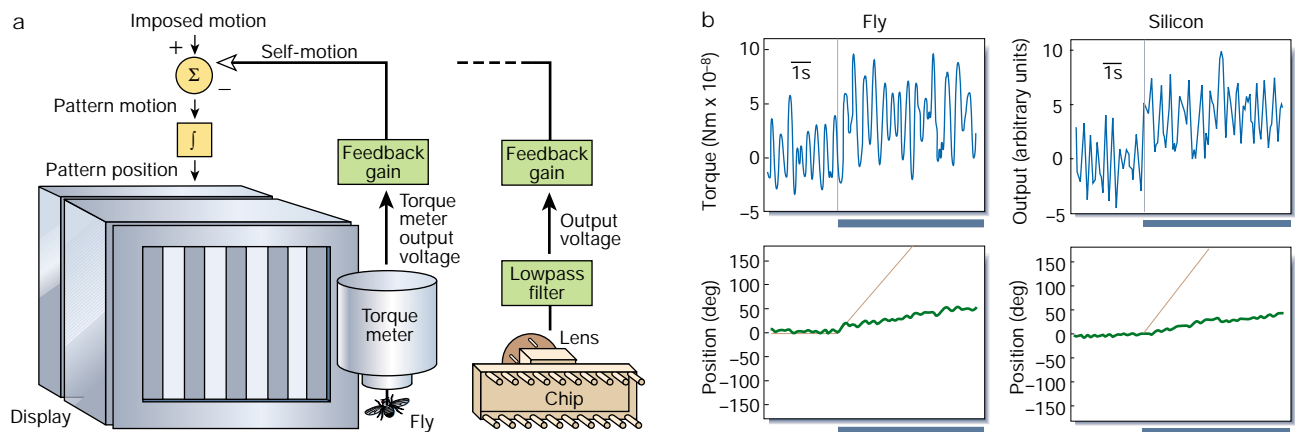 a
Imposed motion
+
Self-motion
Σ
−
Pattern motion
∫
Pattern position
Feedback
gain
Torque
meter
output
voltage
Torque
meter
Display
Fly
Feedback
gain
Output
voltage
Lowpass
filter
Lens
Chip
b
Fly
Torque (Nm x 10⁻⁸)
10
5
0
−5
1s
Silicon
Output (arbitrary units)
10
5
0
−5
1s
Position (deg)
150
100
50
0
−50
−100
−150
Position (deg)
150
100
50
0
−50
−100
−150